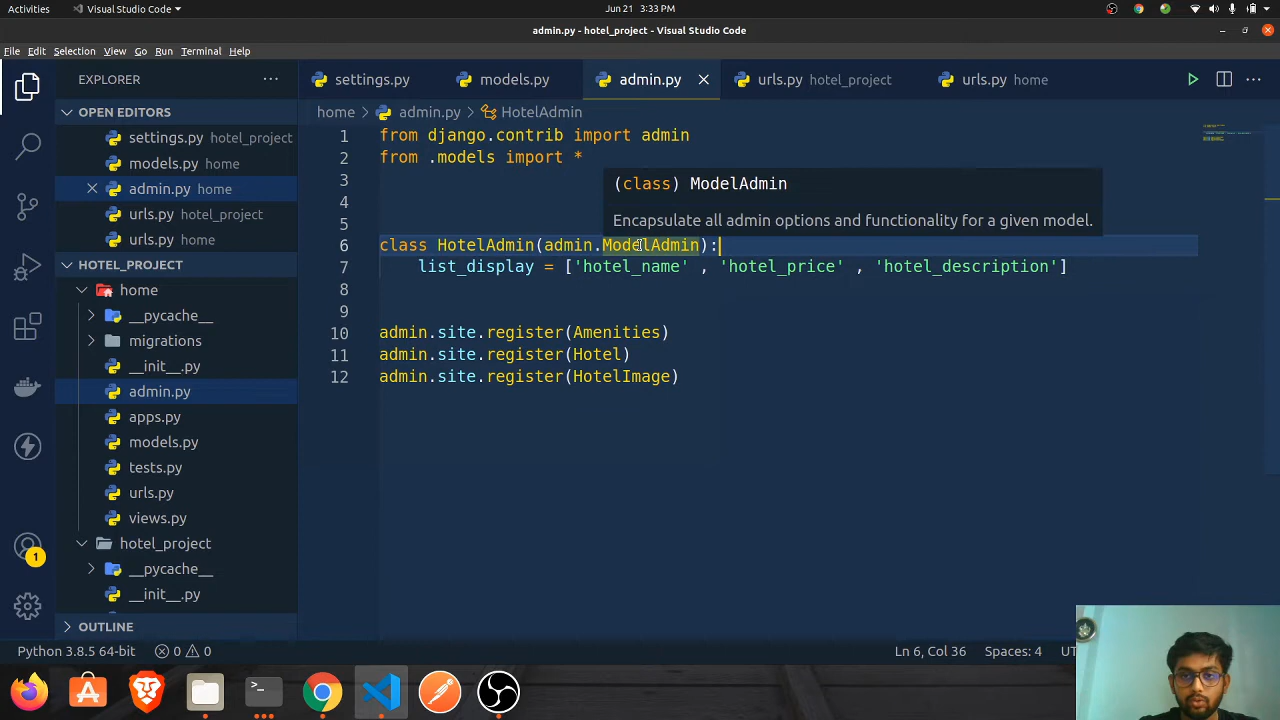 Activities
Visual Studio Code
Jun 21 3:33 PM
admin.py - hotel_project - Visual Studio Code
File Edit Selection View Go Run Terminal Help
EXPLORER
settings.py
models.py
admin.py
urls.py hotel_project
urls.py home
OPEN EDITORS
settings.py hotel_project
models.py home
admin.py home
urls.py hotel_project
urls.py home
HOTEL_PROJECT
home
__pycache__
migrations
__init__.py
admin.py
apps.py
models.py
tests.py
urls.py
views.py
hotel_project
__pycache__
__init__.py
OUTLINE
home admin.py HotelAdmin
1 from django.contrib import admin
2 from .models import *
3
4
5
(class) ModelAdmin
Encapsulate all admin options and functionality for a given model.
6 class HotelAdmin(admin.ModelAdmin):
7 list_display = ['hotel_name' , 'hotel_price' , 'hotel_description']
8
9
10 admin.site.register(Amenities)
11 admin.site.register(Hotel)
12 admin.site.register(HotelImage)
1
Python 3.8.5 64-bit
0 0
Ln 6, Col 36
Spaces: 4